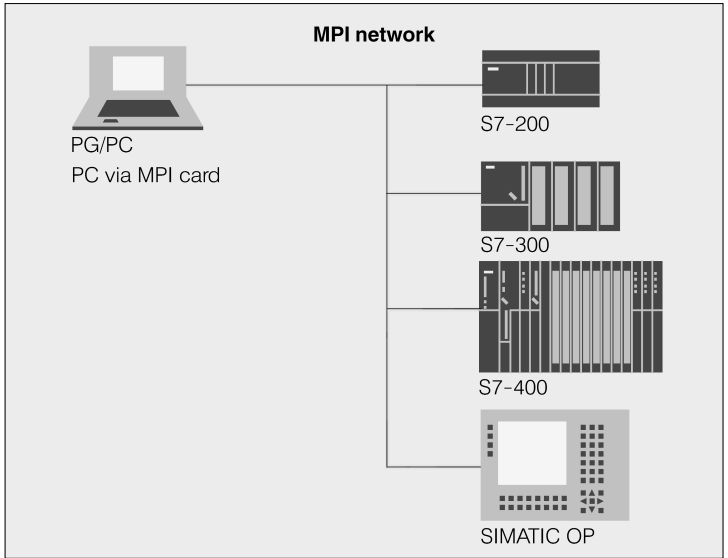 MPI network
PG/PC
PC via MPI card
S7-200
S7-300
S7-400
SIMATIC OP